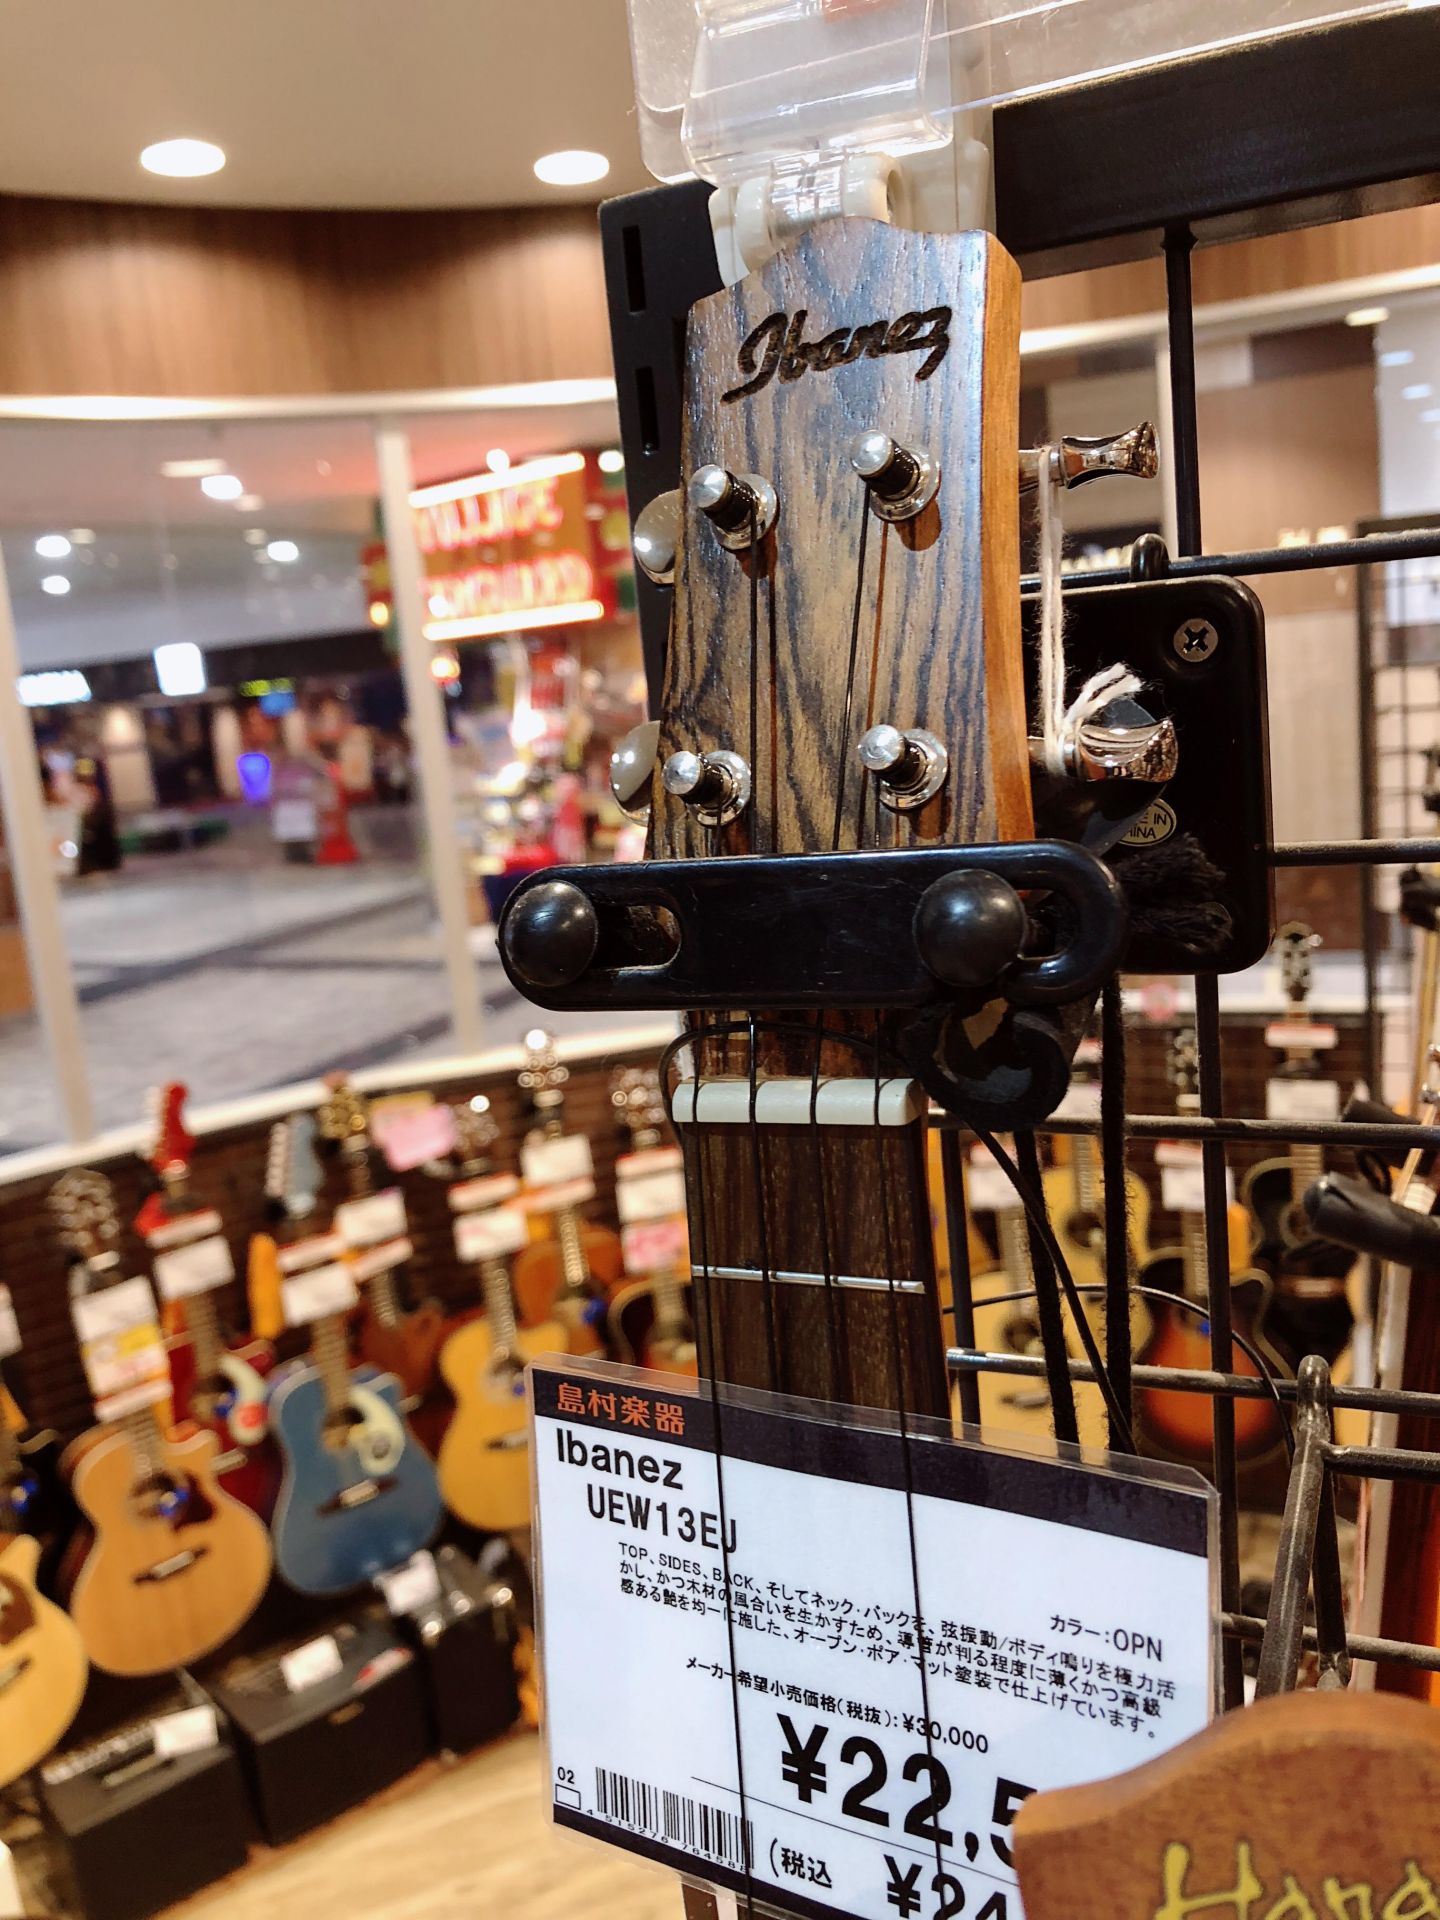 Ibanez
島村楽器
Ibanez
UEW13EJ
カラー:OPN
TOP、SIDES、BACK、そしてネック・バックを、弦振動/ボディ鳴りを極力活
かし、かつ木材の風合いを生かすため、導管が判る程度に薄くかつ高級
感ある艶を均一に施した、オープン・ポア・マット塗装で仕上げています。
メーカー希望小売価格(税抜):¥30,000
¥22,5
02
4 515276 764588
(税込 ¥24